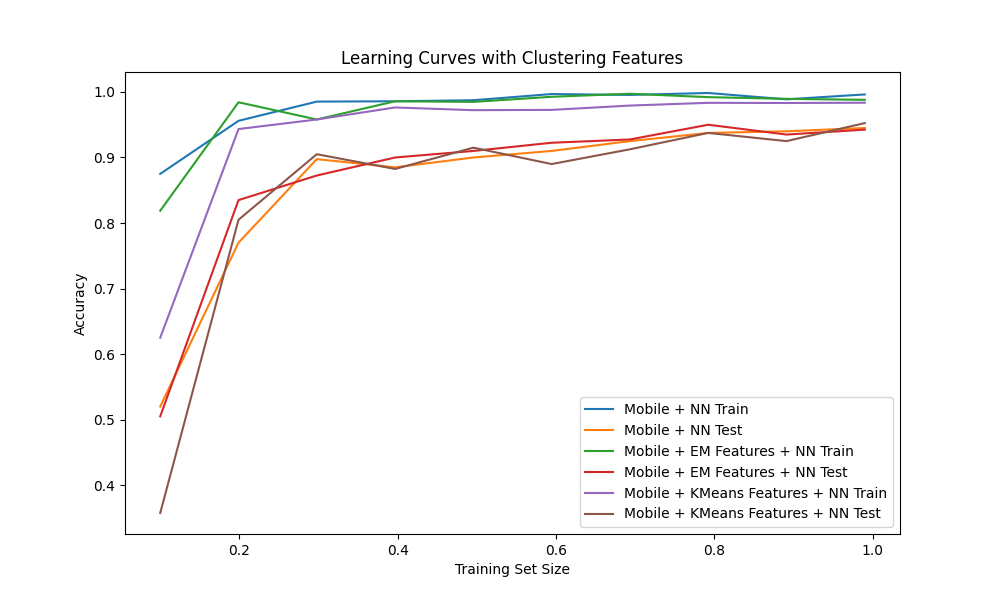 Learning Curves with Clustering Features
1.0
0.9
0.8
0.7
0.6
0.5
0.4
Accuracy
Mobile + NN Train
Mobile + NN Test
Mobile + EM Features + NN Train
Mobile + EM Features + NN Test
Mobile + KMeans Features + NN Train
Mobile + KMeans Features + NN Test
0.2 0.4 0.6 0.8 1.0
Training Set Size